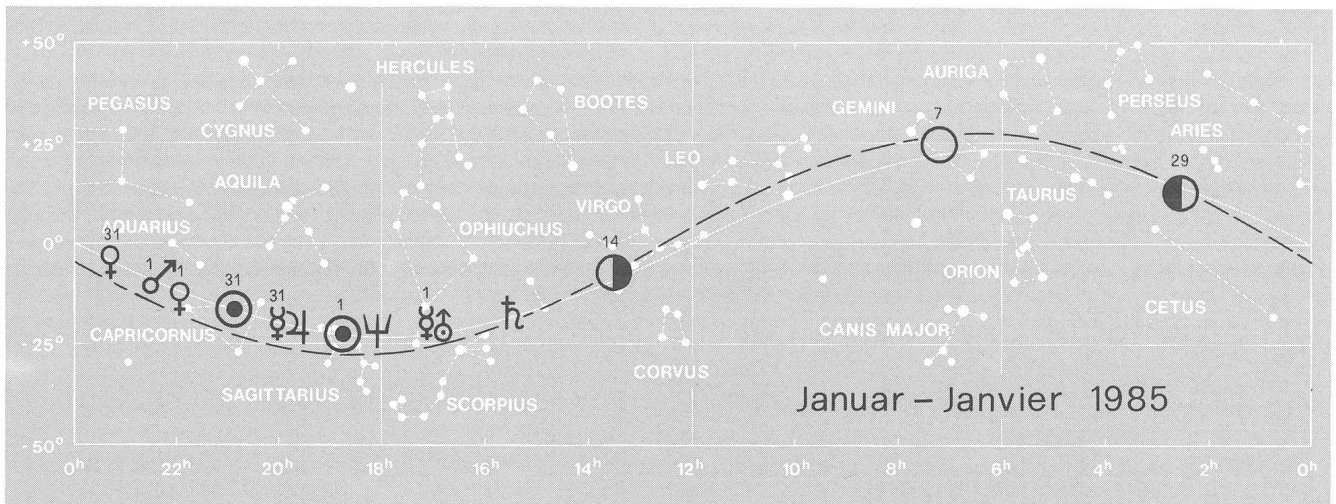 +50°
HERCULES
AURIGA
PEGASUS
BOOTES
GEMINI
7
PERSEUS
CYGNUS
ARIES
+25°
LEO
29
AQUILA
TAURUS
VIRGO
AQUARIUS
OPHIUCHUS
31
0°
14
1
1
ORION
31
31
1
1
CETUS
CAPRICORNUS
CANIS MAJOR
-25°
CORVUS
SAGITTARIUS
SCORPIUS
Januar – Janvier 1985
-50°
0h 22h 20h 18h 16h 14h 12h 10h 8h 6h 4h 2h 0h